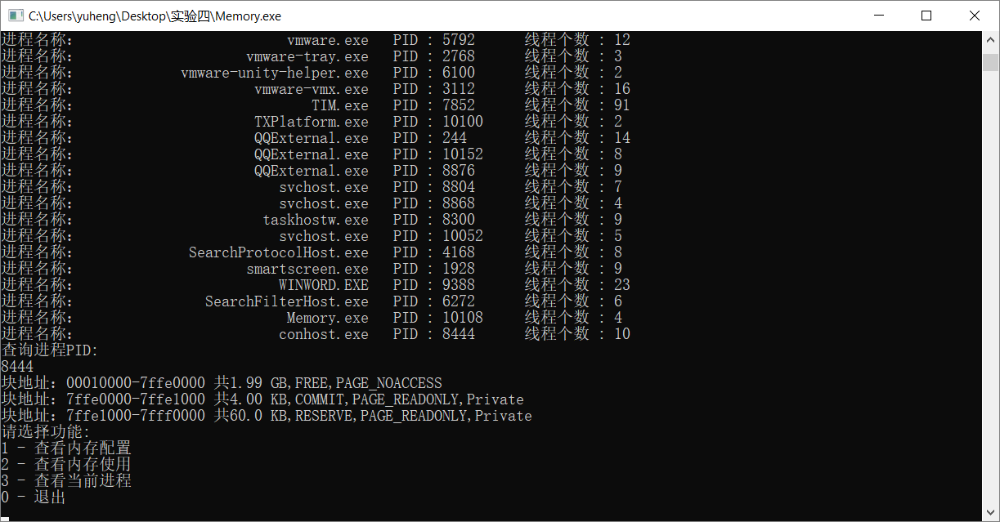 C:\Users\yuheng\Desktop\实验四\Memory.exe
进程名称: vmware.exe PID : 5792 线程个数 : 12
进程名称: vmware-tray.exe PID : 2768 线程个数 : 3
进程名称: vmware-unity-helper.exe PID : 6100 线程个数 : 2
进程名称: vmware-vmx.exe PID : 3112 线程个数 : 16
进程名称: TIM.exe PID : 7852 线程个数 : 91
进程名称: TXPlatform.exe PID : 10100 线程个数 : 2
进程名称: QQExternal.exe PID : 244 线程个数 : 14
进程名称: QQExternal.exe PID : 10152 线程个数 : 8
进程名称: QQExternal.exe PID : 8876 线程个数 : 9
进程名称: svchost.exe PID : 8804 线程个数 : 7
进程名称: svchost.exe PID : 8868 线程个数 : 4
进程名称: taskhostw.exe PID : 8300 线程个数 : 9
进程名称: svchost.exe PID : 10052 线程个数 : 5
进程名称: SearchProtocolHost.exe PID : 4168 线程个数 : 8
进程名称: smartscreen.exe PID : 1928 线程个数 : 9
进程名称: WINWORD.EXE PID : 9388 线程个数 : 23
进程名称: SearchFilterHost.exe PID : 6272 线程个数 : 6
进程名称: Memory.exe PID : 10108 线程个数 : 4
进程名称: conhost.exe PID : 8444 线程个数 : 10
查询进程PID:
8444
块地址: 00010000-7ffe0000 共1.99 GB,FREE,PAGE_NOACCESS
块地址: 7ffe0000-7ffe1000 共4.00 KB,COMMIT,PAGE_READONLY,Private
块地址: 7ffe1000-7fff0000 共60.0 KB,RESERVE,PAGE_READONLY,Private
请选择功能:
1 - 查看内存配置
2 - 查看内存使用
3 - 查看当前进程
0 - 退出